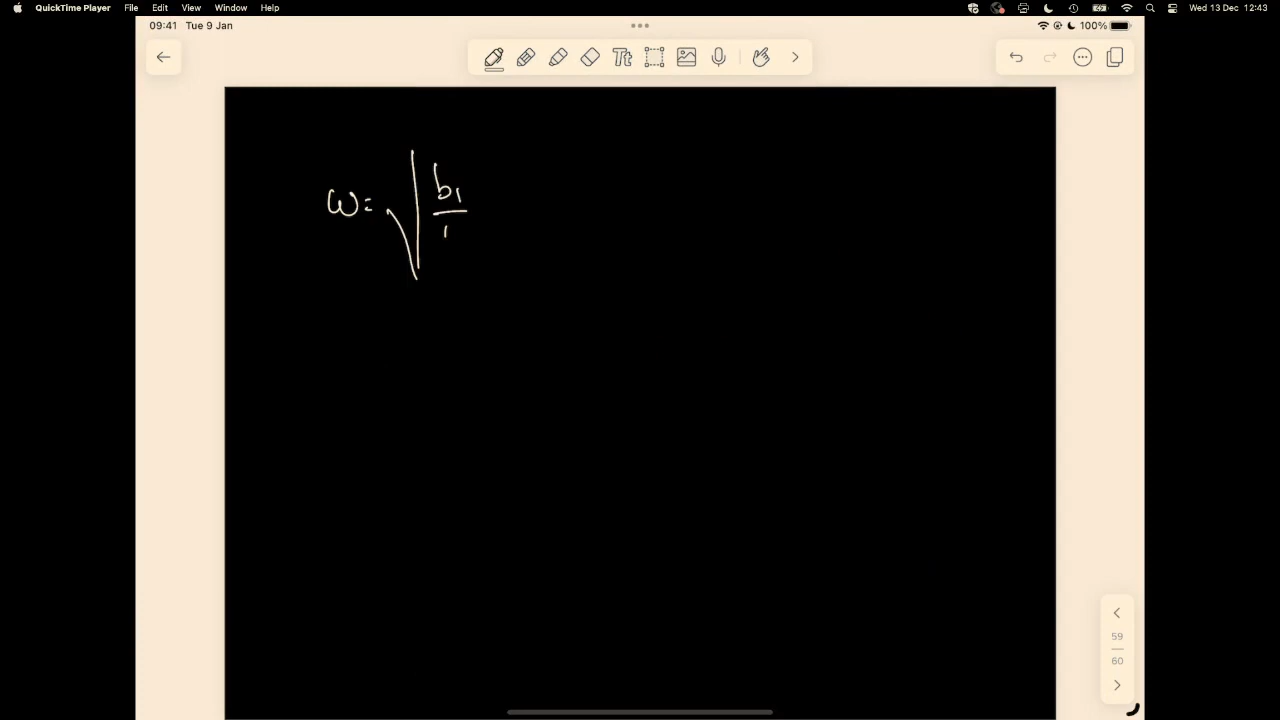 QuickTime Player File Edit View Window Help Wed 13 Dec 12:43
09:41 Tue 9 Jan 100%
Tt
b1
ω= √ —
ı
59
60